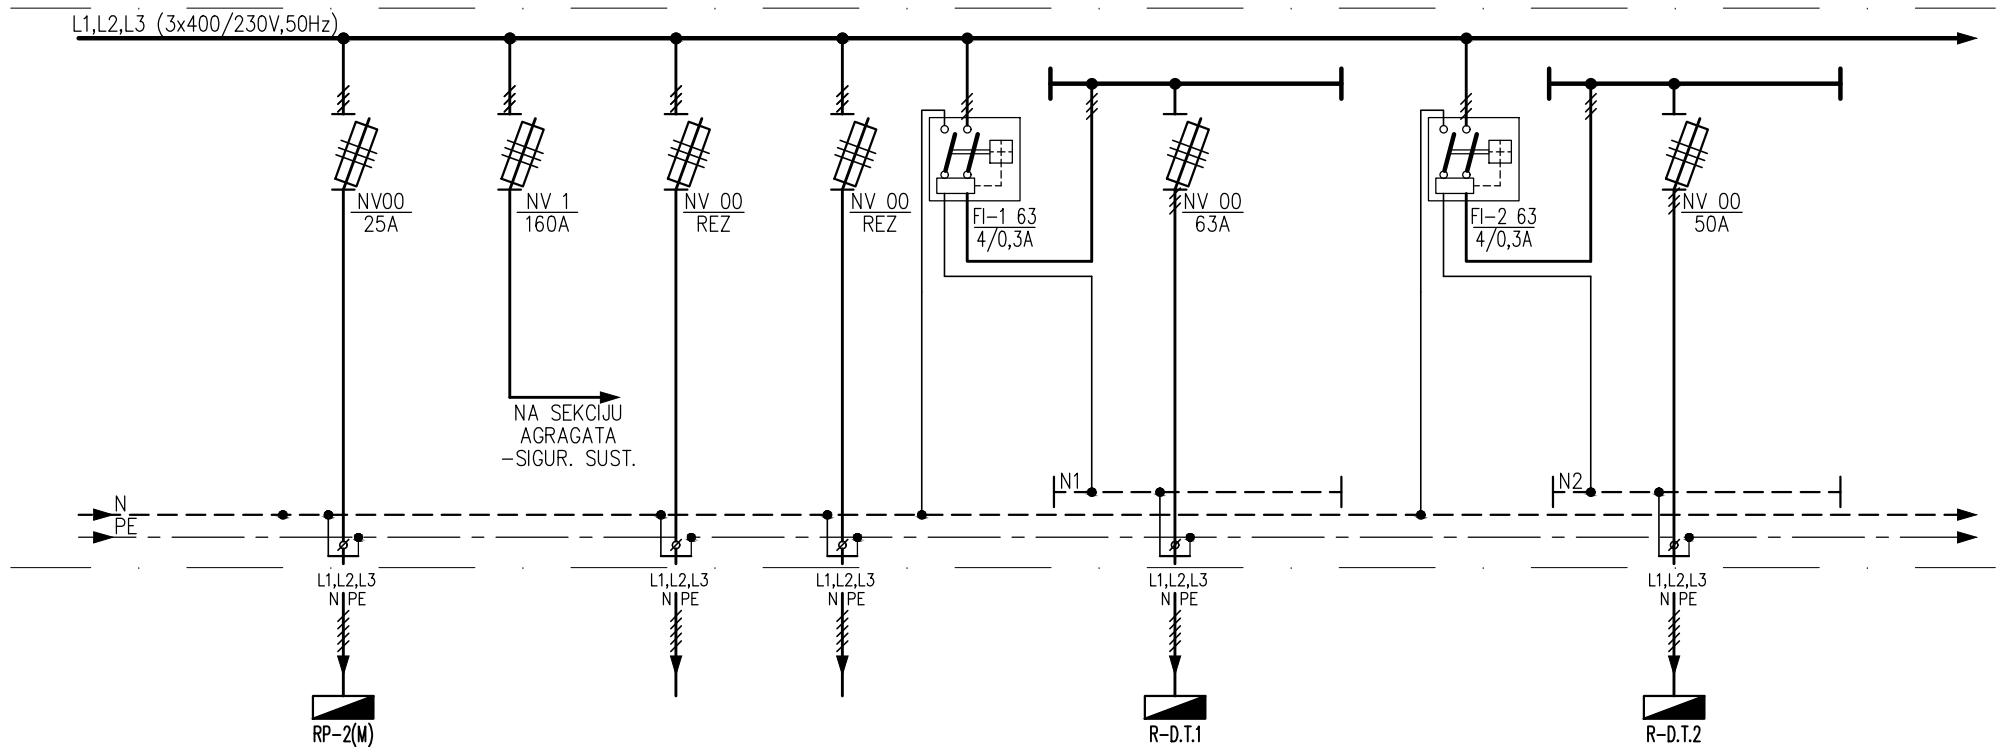 L1,L2,L3 (3x400/230V,50Hz)
NV00
25A
NV 1
160A
NV 00
REZ
NV 00
REZ
FI-1 63
4/0,3A
NV 00
63A
FI-2 63
4/0,3A
NV 00
50A
NA SEKCIJU
AGRAGATA
-SIGUR. SUST.
N1
N2
N
PE
L1,L2,L3
N PE
L1,L2,L3
N PE
L1,L2,L3
N PE
L1,L2,L3
N PE
L1,L2,L3
N PE
RP-2(M)
R-D.T.1
R-D.T.2